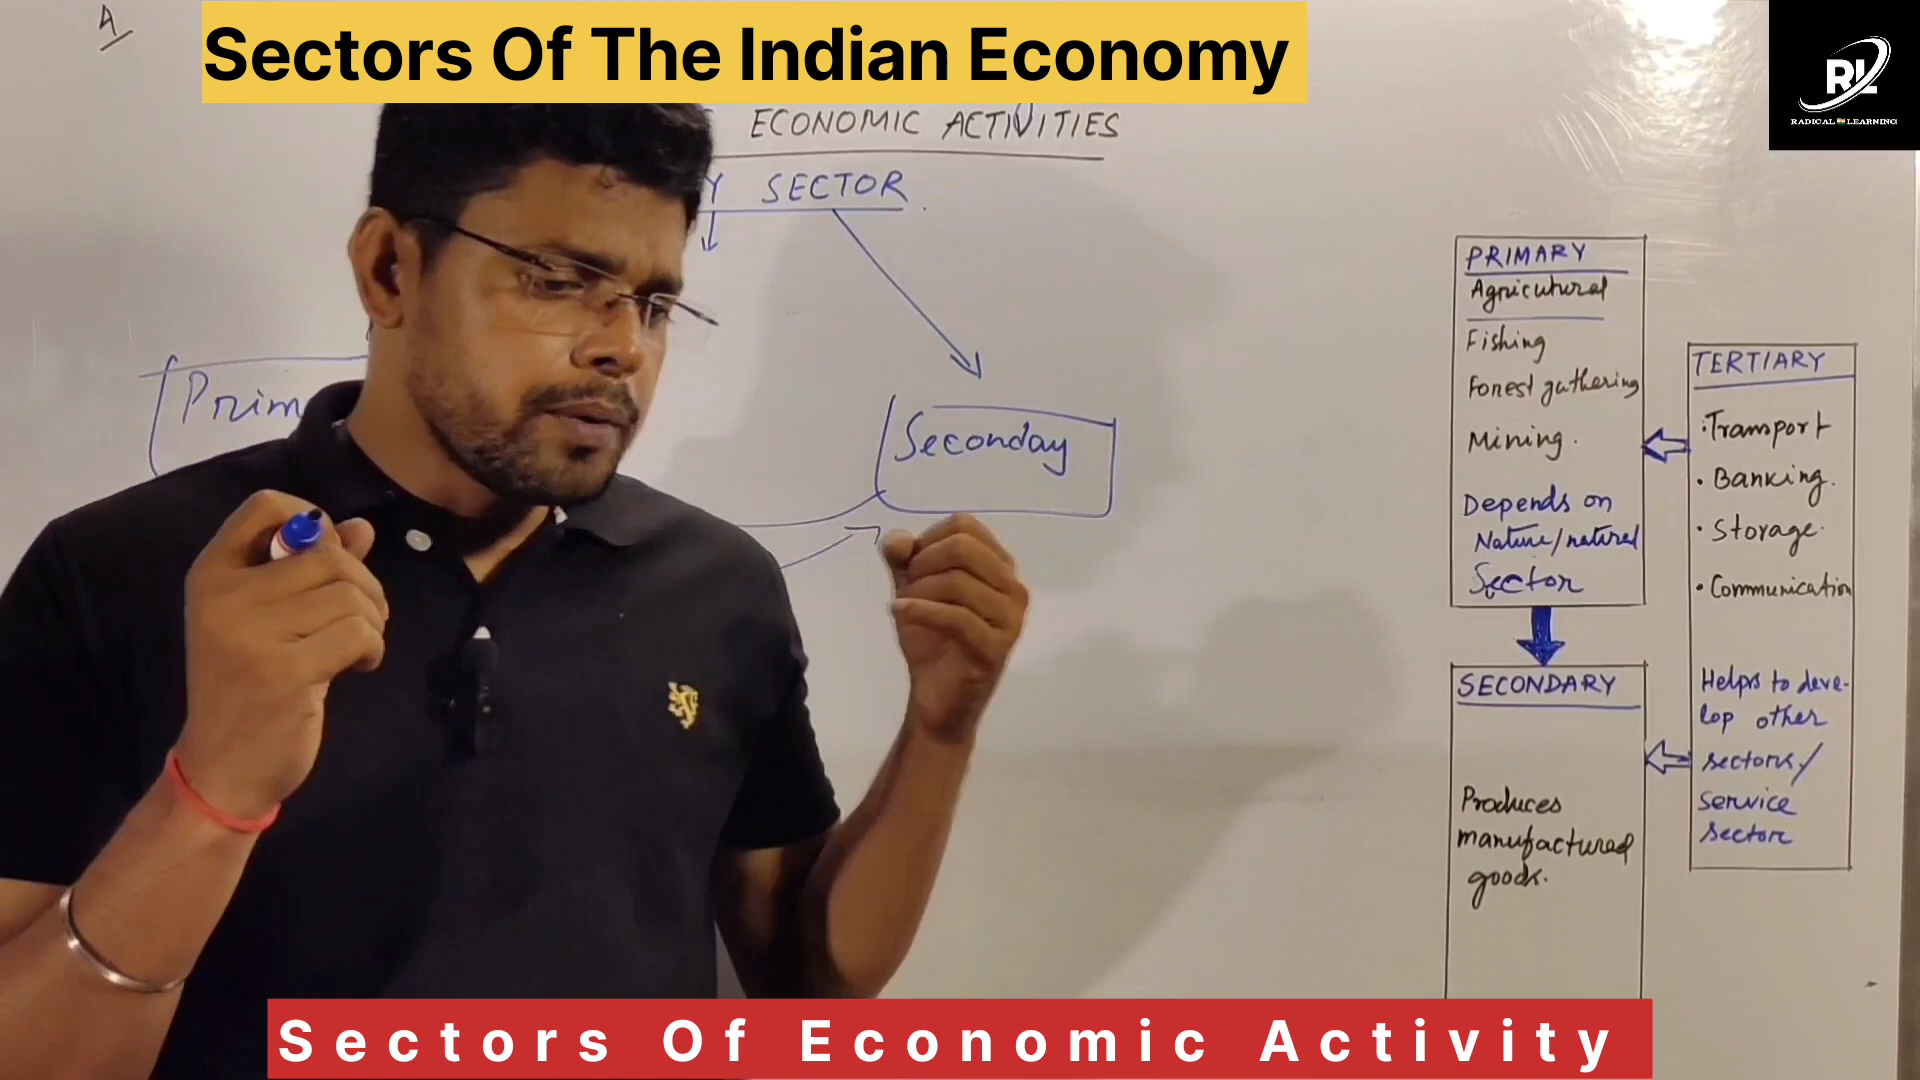 A
Sectors Of The Indian Economy
RL
RADICAL LEARNING
ECONOMIC ACTIVITIES
Y SECTOR
Prim
Seconday
PRIMARY
Agricutural
Fishing
Forest gathering
Mining.
Depends on
Nature/natural
Sector
SECONDARY
Produces
manufactured
goods.
TERTIARY
• Transport
• Banking.
• Storage.
• Communication
Helps to deve-
lop other
sectors/
service
sector
Sectors Of Economic Activity